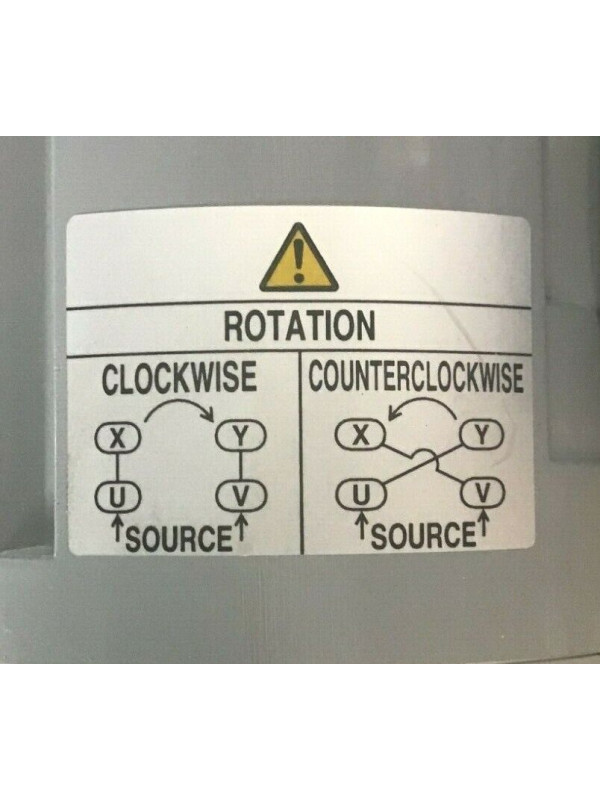 !
ROTATION
CLOCKWISE
X Y
U V
SOURCE
COUNTERCLOCKWISE
X Y
U V
SOURCE